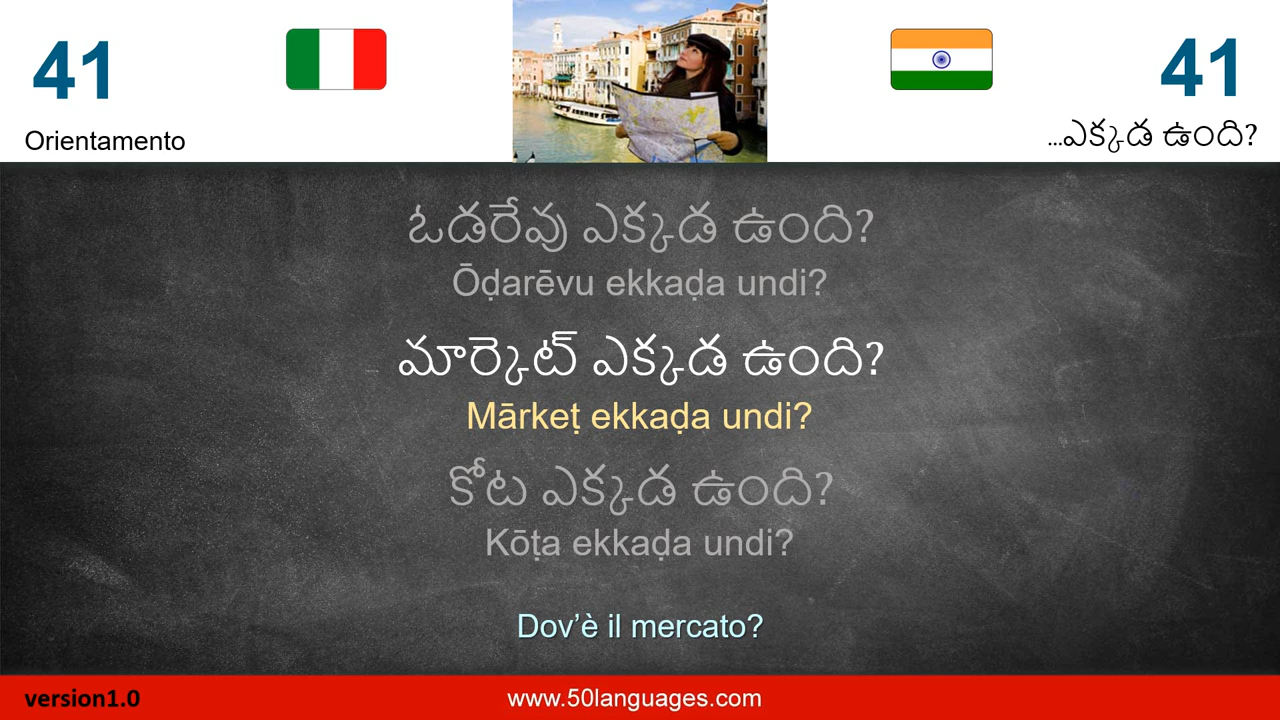 41
41
Orientamento
...ఎక్కడ ఉంది?
ఓడరేవు ఎక్కడ ఉంది?
Ōḍarēvu ekkaḍa undi?
మార్కెట్ ఎక్కడ ఉంది?
Mārkeṭ ekkaḍa undi?
కోట ఎక్కడ ఉంది?
Kōṭa ekkaḍa undi?
Dov’è il mercato?
version1.0
www.50languages.com